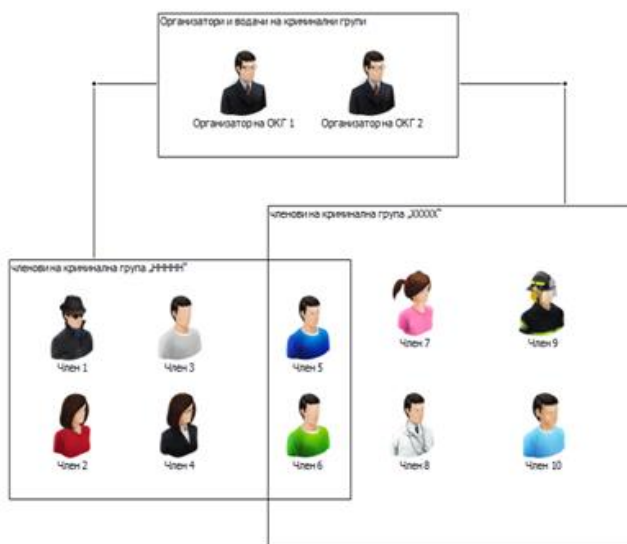 Организатори и водачи на криминални групи
Организатор на ОКГ 1
Организатор на ОКГ 2
членови на криминална група „XXXXX“
членови на криминална група „HHHHH“
Член 1
Член 3
Член 5
Член 7
Член 9
Член 2
Член 4
Член 6
Член 8
Член 10